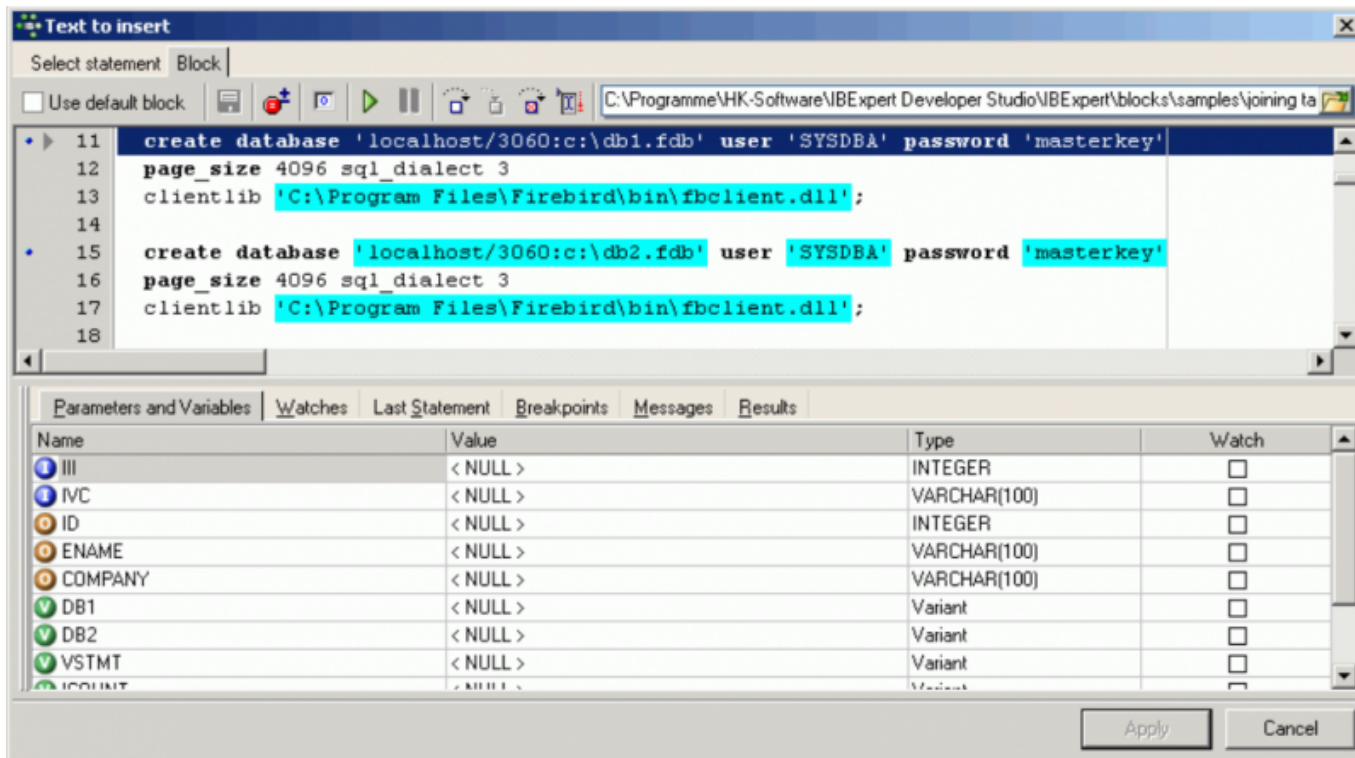 Text to insert
Select statement Block
Use default block C:\Programme\HK-Software\IBExpert Developer Studio\IBExpert\blocks\samples\joining ta
11 create database 'localhost/3060:c:\db1.fdb' user 'SYSDBA' password 'masterkey'
12 page_size 4096 sql_dialect 3
13 clientlib 'C:\Program Files\Firebird\bin\fbclient.dll';
14
15 create database 'localhost/3060:c:\db2.fdb' user 'SYSDBA' password 'masterkey'
16 page_size 4096 sql_dialect 3
17 clientlib 'C:\Program Files\Firebird\bin\fbclient.dll';
18
Parameters and Variables Watches Last Statement Breakpoints Messages Results
Name Value Type Watch
I III < NULL > INTEGER
I IVC < NULL > VARCHAR(100)
O ID < NULL > INTEGER
O ENAME < NULL > VARCHAR(100)
O COMPANY < NULL > VARCHAR(100)
V DB1 < NULL > Variant
V DB2 < NULL > Variant
V VSTMT < NULL > Variant
Apply Cancel